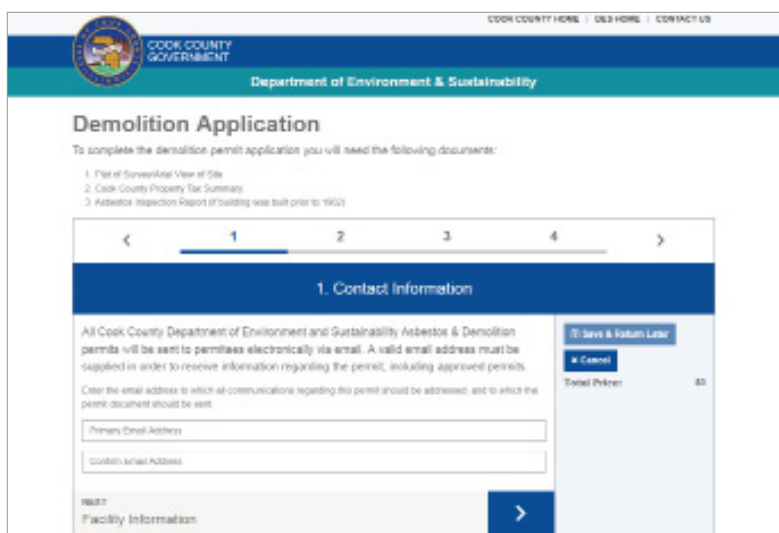 COOK COUNTY HOME | DES HOME | CONTACT US
COOK COUNTY
GOVERNMENT
Department of Environment & Sustainability
Demolition Application
To complete the demolition permit application you will need the following documents:
1. Plat of Survey/Arial View of Site
2. Cook County Property Tax Summary
3. Asbestos Inspection Report (if building was built prior to
1 2 3 4
1. Contact Information
All Cook County Department of Environment and Sustainability Asbestos & Demolition
permits will be sent to permitees electronically via email. A valid email address must be
supplied in order to receive information regarding the permit, including approved permits.
Enter the email address to which all communications regarding this permit should be addressed, and to which the
permit document should be sent.
Primary Email Address
Confirm Email Address
NEXT
Facility Information
Save & Return Later
× Cancel
Total Price: